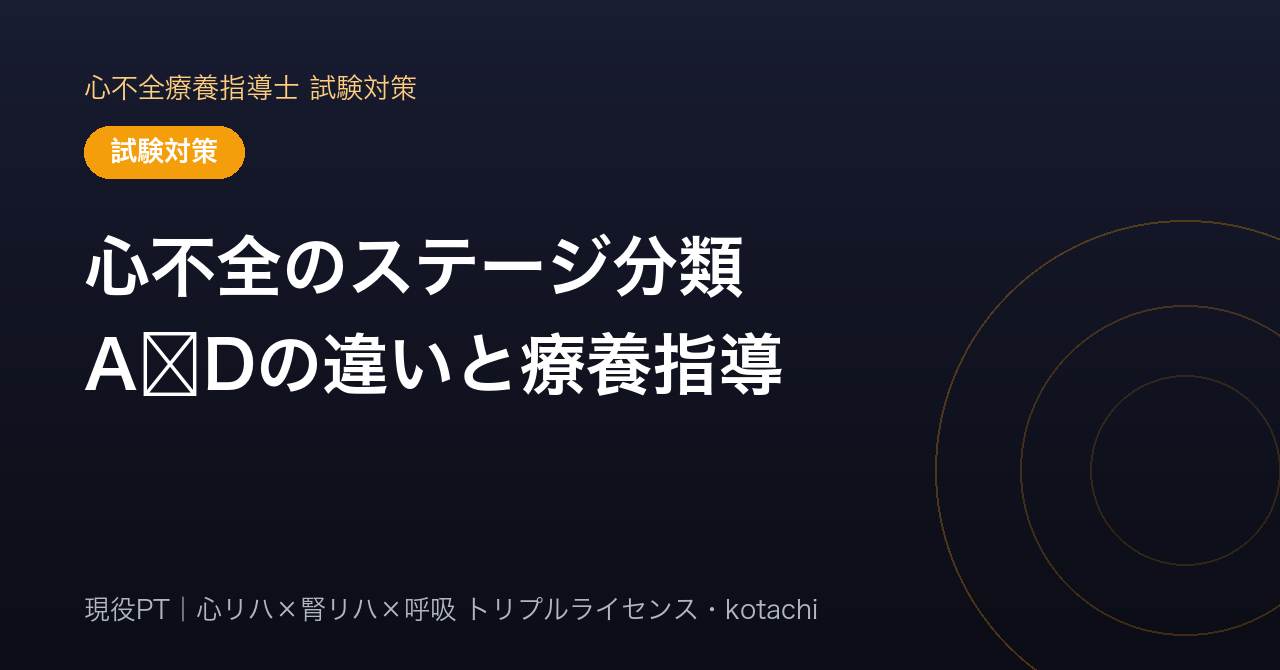 心不全療養指導士 試験対策
試験対策
心不全のステージ分類
A〿Dの違いと療養指導
現役PT｜心リハ×腎リハ×呼吸 トリプルライセンス・kotachi